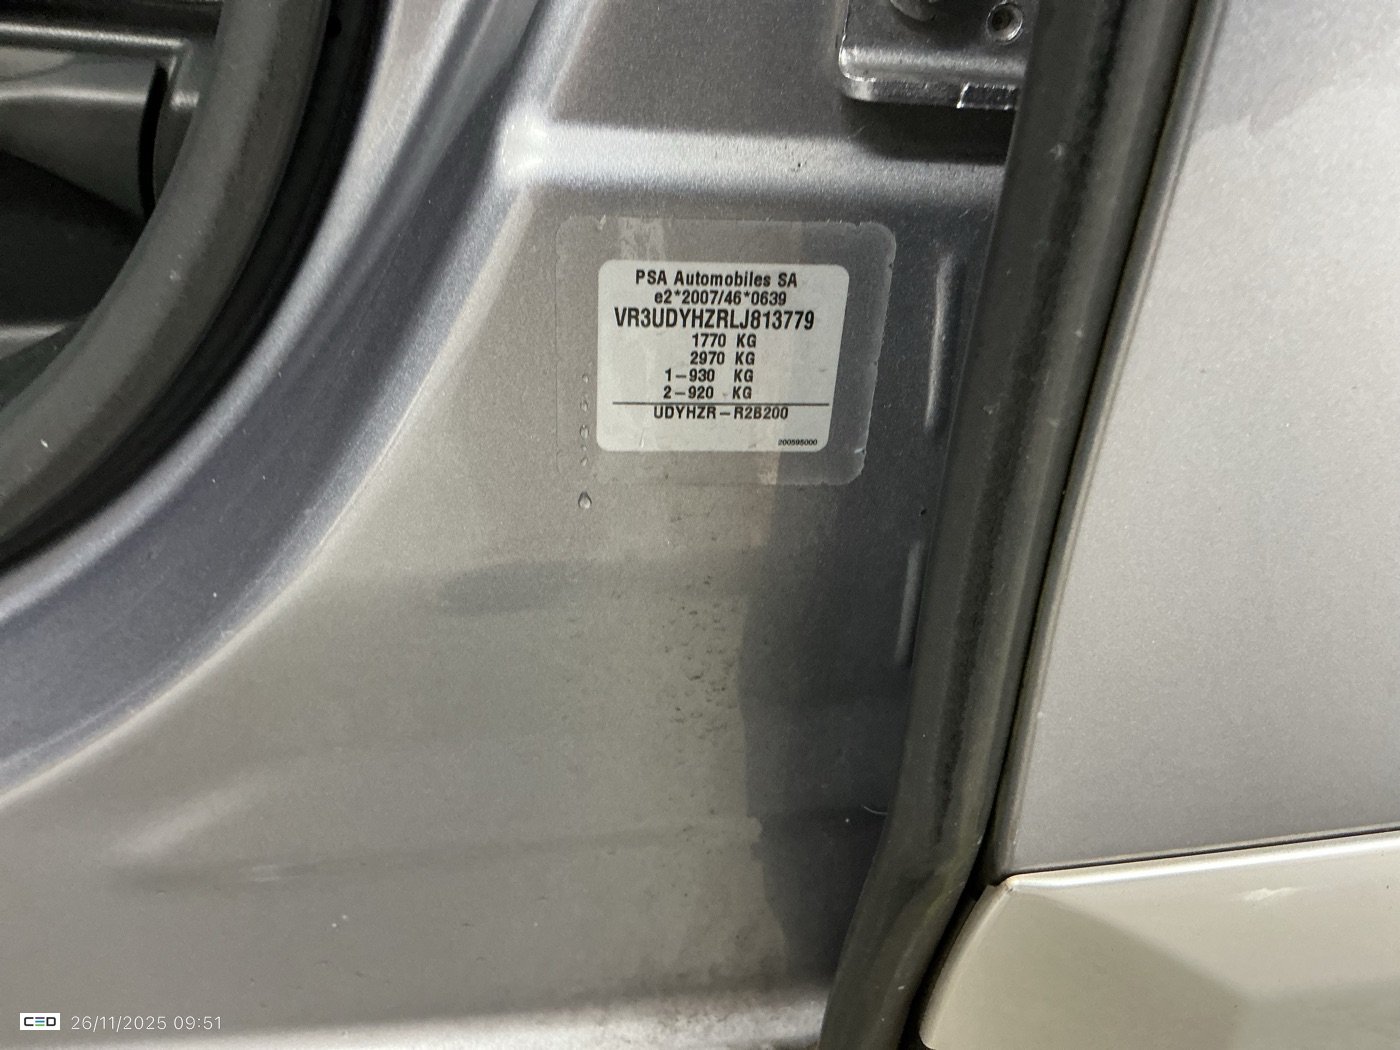 PSA Automobiles SA
e2*2007/46*0639
VR3UDYHZRLJ813779
1770 KG
2970 KG
1-930 KG
2-920 KG
UDYHZR-R2B200
200595000
CED 26/11/2025 09:51